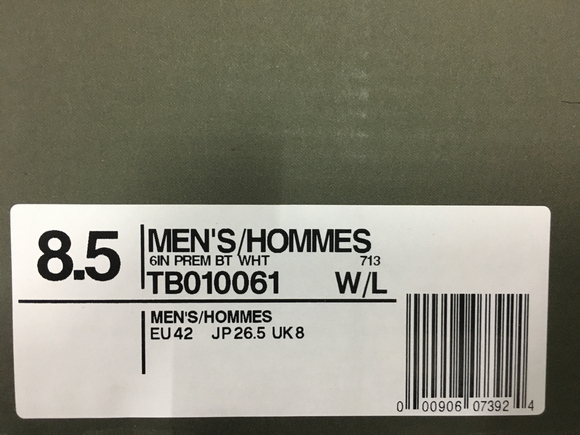 8.5
MEN'S/HOMMES
6IN PREM BT WHT 713
TB010061 W/L
MEN'S/HOMMES
EU 42 JP 26.5 UK 8
0 00906 07392 4